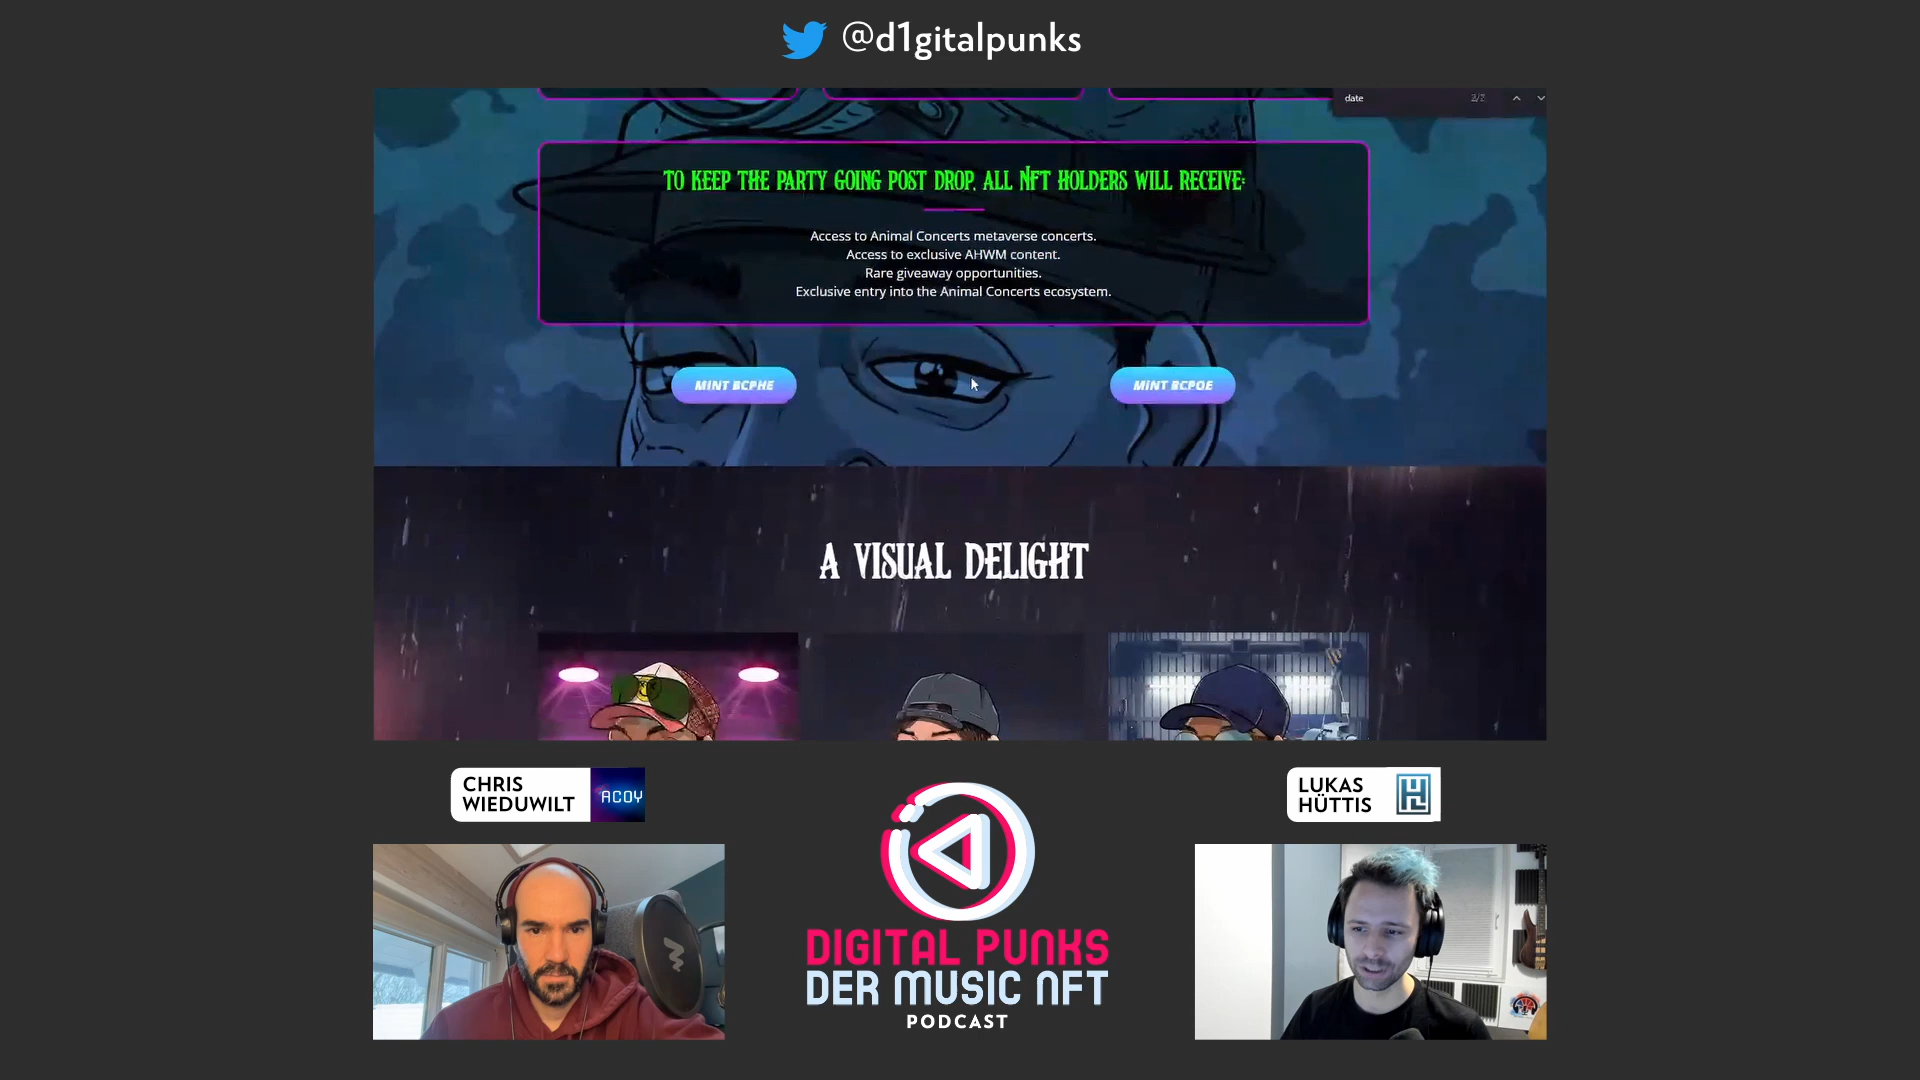 @d1gitalpunks
date 2/7
TO KEEP THE PARTY GOING POST DROP, ALL NFT HOLDERS WILL RECEIVE:
Access to Animal Concerts metaverse concerts.
Access to exclusive AHWM content.
Rare giveaway opportunities.
Exclusive entry into the Animal Concerts ecosystem.
MINT BCPHE
MINT BCPOE
A VISUAL DELIGHT
CHRIS
WIEDUWILT
ACOY
LUKAS
HÜTTIS
DIGITAL PUNKS
DER MUSIC NFT
PODCAST